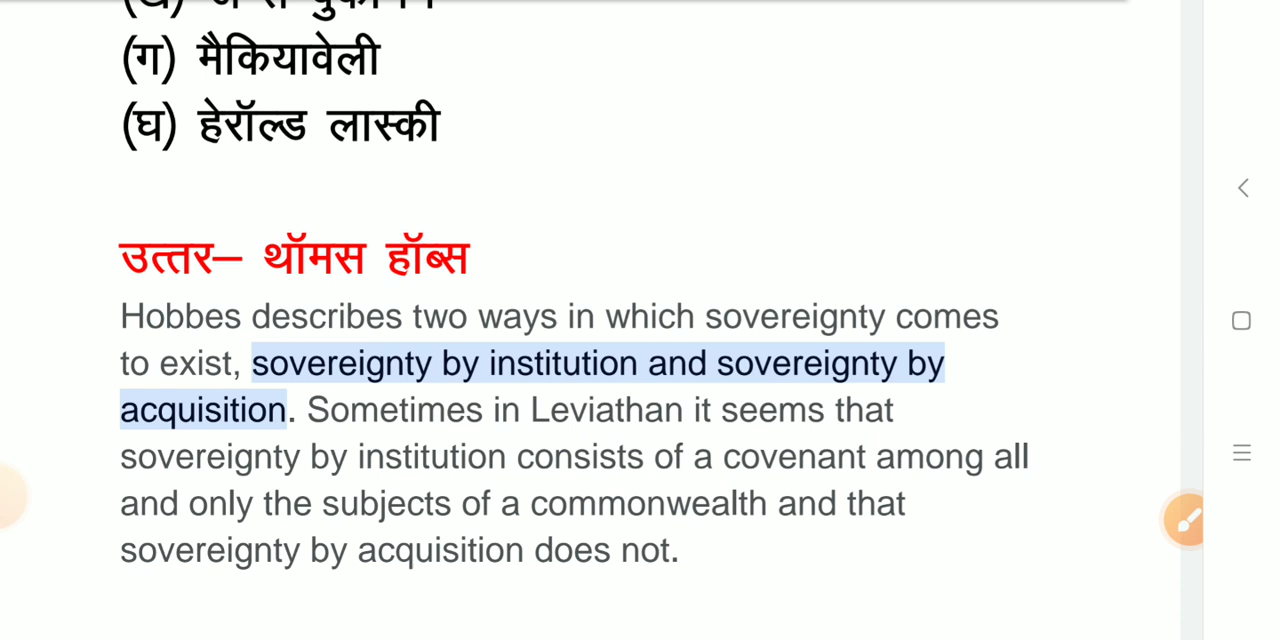 (ग) मैकियावेली
(घ) हेरॉल्ड लास्की
उत्तर– थॉमस हॉब्स
Hobbes describes two ways in which sovereignty comes
to exist, sovereignty by institution and sovereignty by
acquisition. Sometimes in Leviathan it seems that
sovereignty by institution consists of a covenant among all
and only the subjects of a commonwealth and that
sovereignty by acquisition does not.